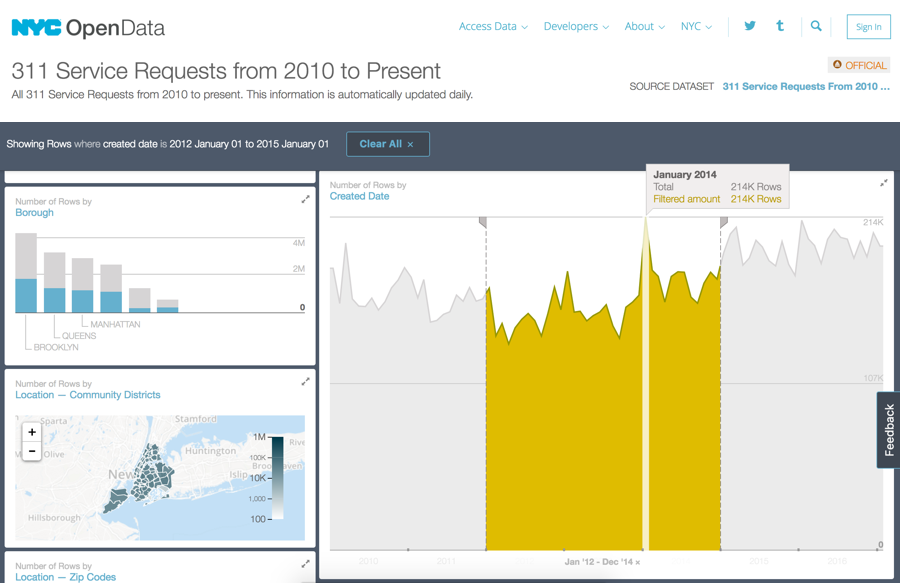 NYC OpenData
Access Data Developers About NYC Sign In
311 Service Requests from 2010 to Present
OFFICIAL
All 311 Service Requests from 2010 to present. This information is automatically updated daily.
SOURCE DATASET 311 Service Requests From 2010 ...
Showing Rows where created date is 2012 January 01 to 2015 January 01 Clear All ×
Number of Rows by
Borough
4M
2M
0
MANHATTAN
QUEENS
BROOKLYN
Number of Rows by
Location — Community Districts
+
−
Sparta
Stamford
Olive
Huntington
New
Islip
Hillsborough
1M
100K
10K
1,000
100
Number of Rows by
Location — Zip Codes
Number of Rows by
Created Date
January 2014
Total 214K Rows
Filtered amount 214K Rows
214K
107K
0
2010 2011 Jan '12 - Dec '14 × 2015 2016
Feedback